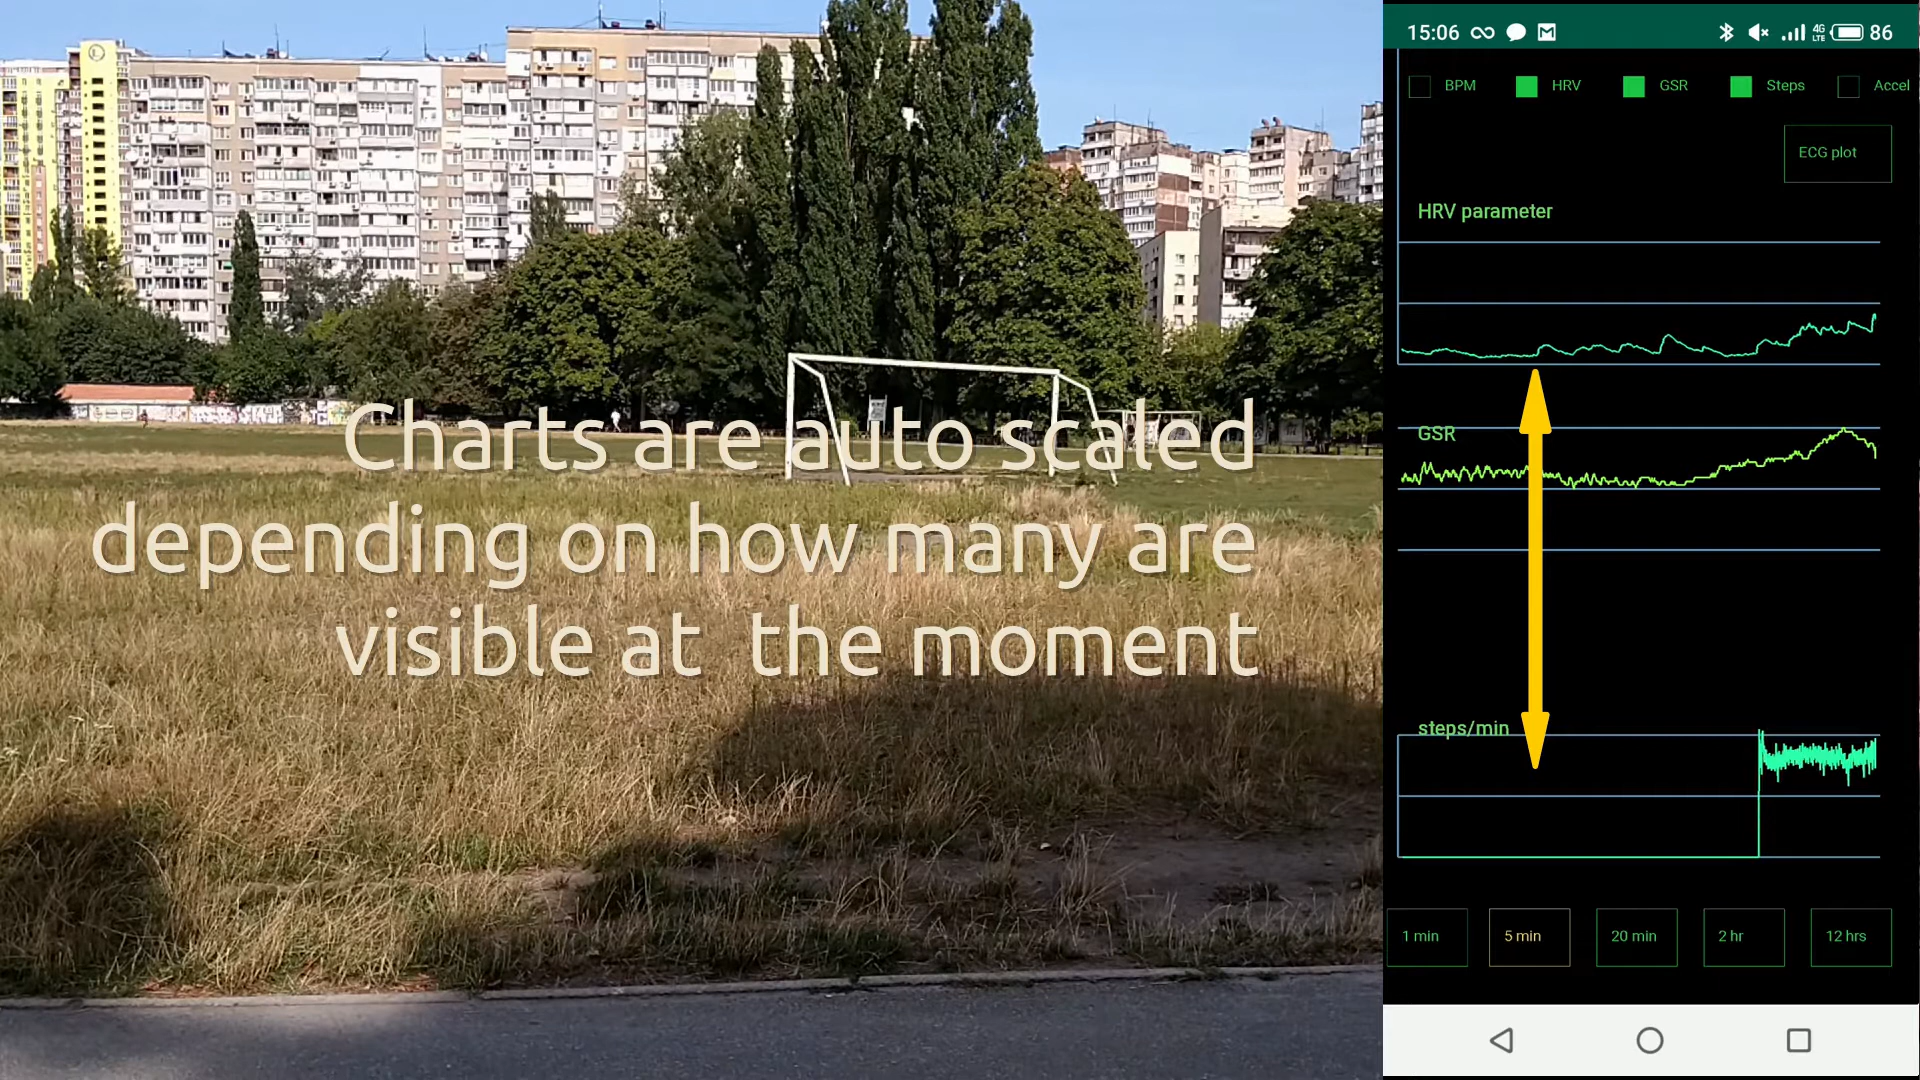 Charts are auto scaled
depending on how many are
visible at  the moment
15:06 4G LTE 86
BPM HRV GSR Steps Accel
ECG plot
HRV parameter
GSR
steps/min
1 min 5 min 20 min 2 hr 12 hrs